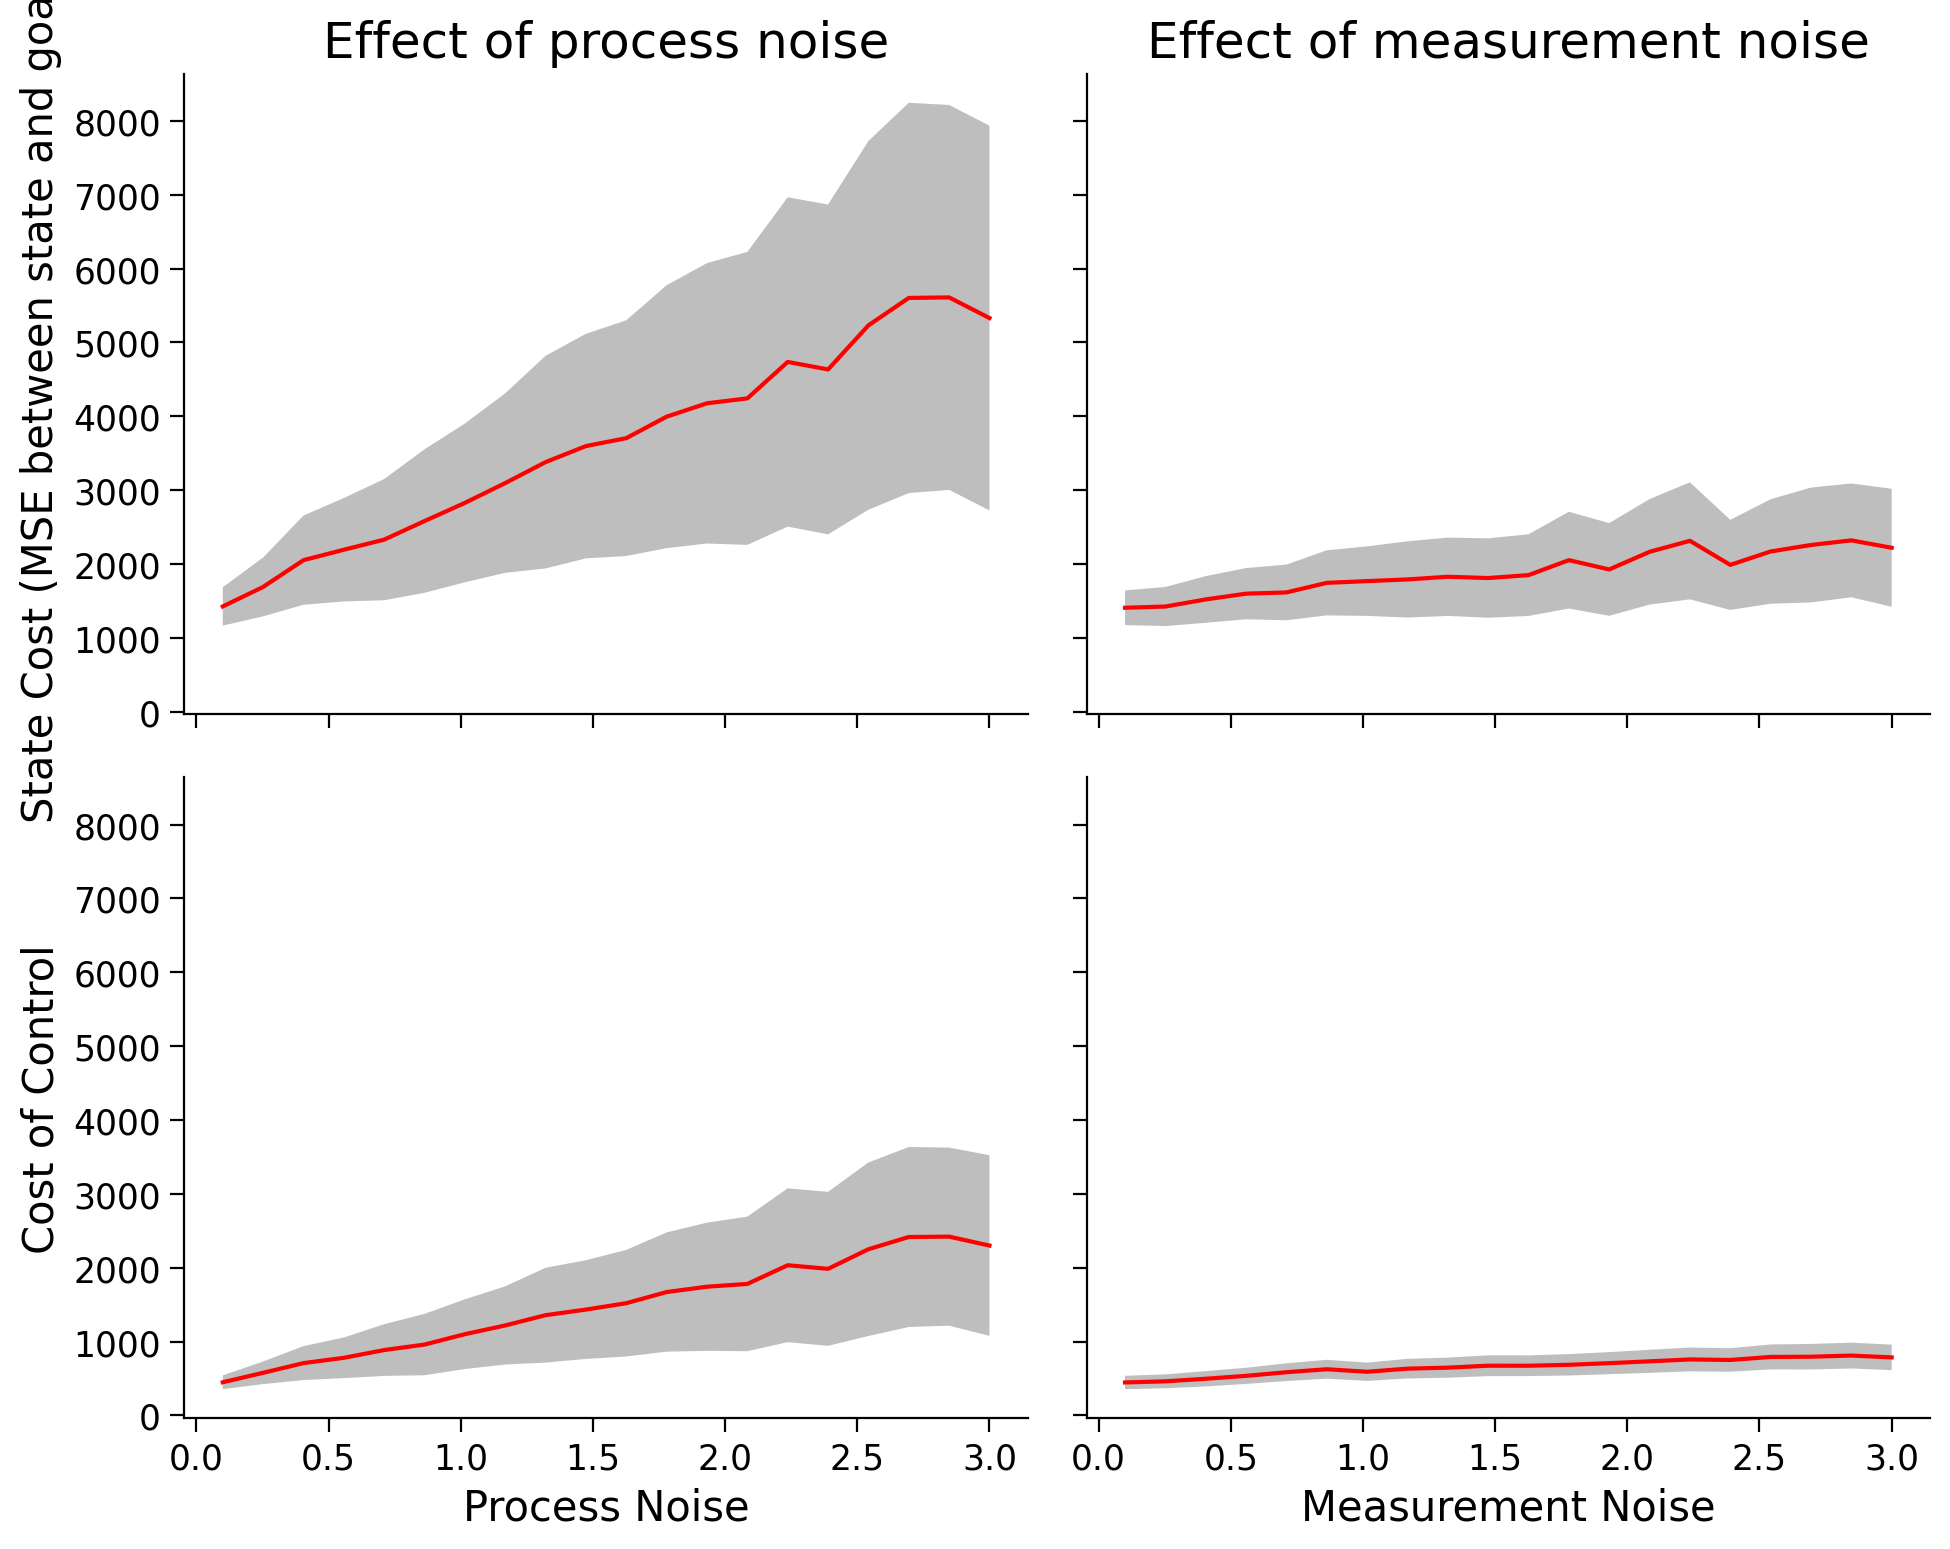 Effect of process noise
Effect of measurement noise
State Cost (MSE between state and
8000
7000
6000
5000
4000
3000
2000
1000
0
Cost of Control
8000
7000
6000
5000
4000
3000
2000
1000
0
0.0 0.5 1.0 1.5 2.0 2.5 3.0
Process Noise
0.0 0.5 1.0 1.5 2.0 2.5 3.0
Measurement Noise